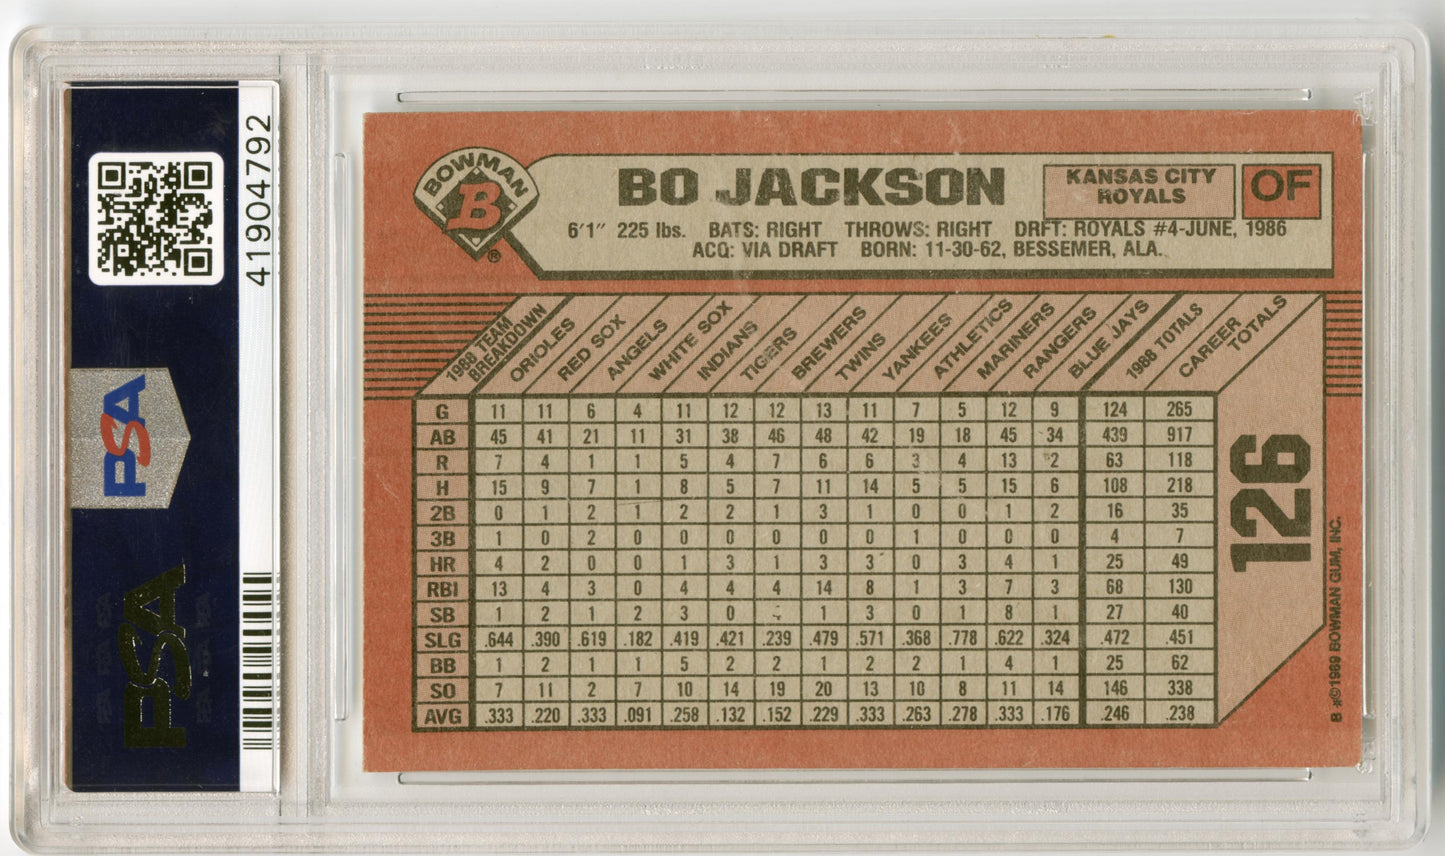 41904792
PSA
PSA
BOWMAN
B
®
BO JACKSON
KANSAS CITY
ROYALS
OF
6'1" 225 lbs. BATS: RIGHT THROWS: RIGHT DRFT: ROYALS #4-JUNE, 1986
ACQ: VIA DRAFT BORN: 11-30-62, BESSEMER, ALA.
1988 TEAM BREAKDOWN ORIOLES RED SOX ANGELS WHITE SOX INDIANS TIGERS BREWERS TWINS YANKEES ATHLETICS MARINERS RANGERS BLUE JAYS 1988 TOTALS CAREER TOTALS
G 11 11 6 4 11 12 12 13 11 7 5 12 9 124 265
AB 45 41 21 11 31 38 46 48 42 19 18 45 34 439 917
R 7 4 1 1 5 4 7 6 6 3 4 13 2 63 118
H 15 9 7 1 8 5 7 11 14 5 5 15 6 108 218
2B 0 1 2 1 2 2 1 3 1 0 0 1 2 16 35
3B 1 0 2 0 0 0 0 0 0 1 0 0 0 4 7
HR 4 2 0 0 1 3 1 3 3 0 3 4 1 25 49
RBI 13 4 3 0 4 4 4 14 8 1 3 7 3 68 130
SB 1 2 1 2 3 0 1 3 0 1 8 1 27 40
SLG .644 .390 .619 .182 .419 .421 .239 .479 .571 .368 .778 .622 .324 .472 .451
BB 1 2 1 1 5 2 2 1 2 2 1 4 1 25 62
SO 7 11 2 7 10 14 19 20 13 10 8 11 14 146 338
AVG .333 .220 .333 .091 .258 .132 .152 .229 .333 .263 .278 .333 .176 .246 .238
126
B *©1989 BOWMAN GUM, INC.